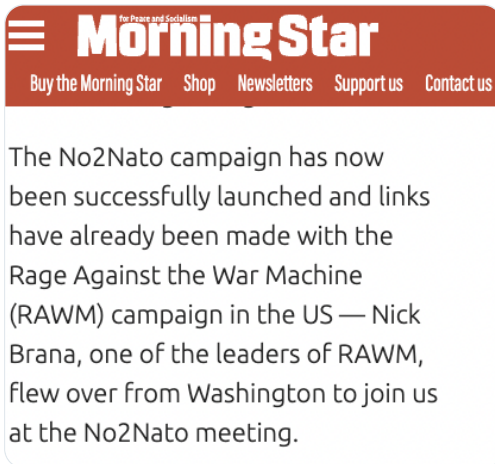 for Peace and Socialism
Morning Star
Buy the Morning Star Shop Newsletters Support us Contact us
The No2Nato campaign has now
been successfully launched and links
have already been made with the
Rage Against the War Machine
(RAWM) campaign in the US — Nick
Brana, one of the leaders of RAWM,
flew over from Washington to join us
at the No2Nato meeting.